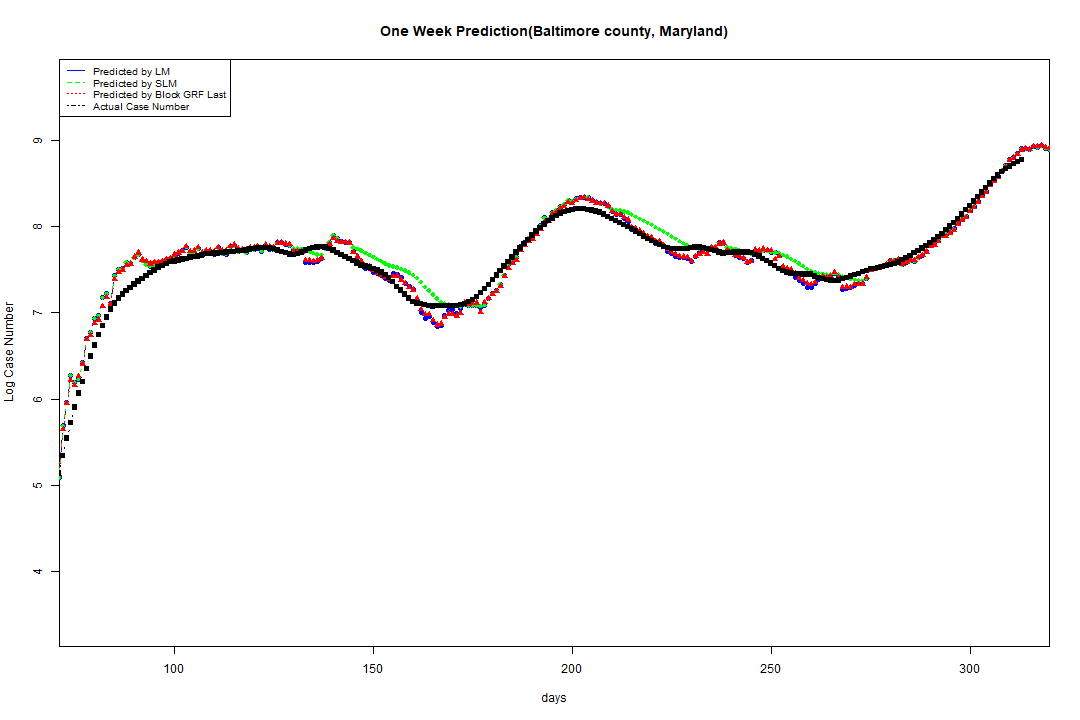 One Week Prediction(Baltimore county, Maryland)
Predicted by LM
Predicted by SLM
Predicted by Block GRF Last
Actual Case Number
9
8
7
6
5
4
Log Case Number
100 150 200 250 300
days